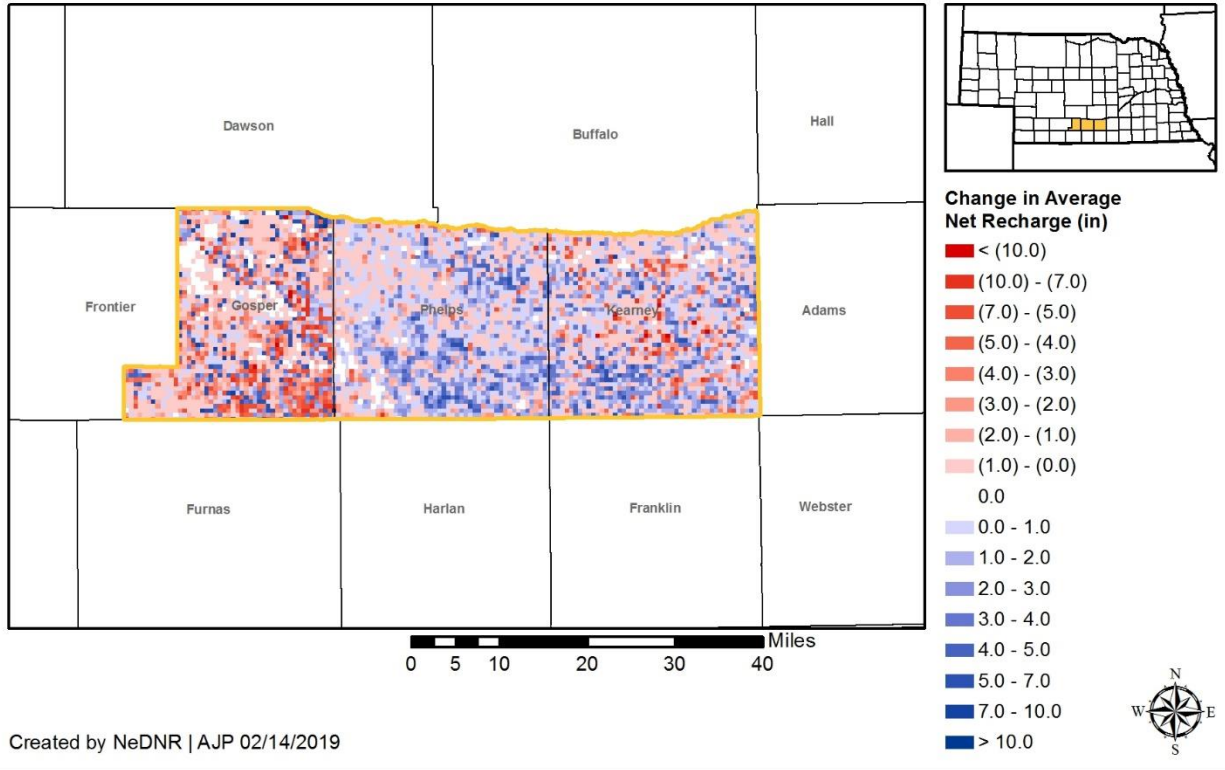 Dawson
Buffalo
Hall
Frontier
Gosper
Phelps
Kearney
Adams
Furnas
Harlan
Franklin
Webster
Miles
0 5 10 20 30 40
Created by NeDNR | AJP 02/14/2019
Change in Average
Net Recharge (in)
< (10.0)
(10.0) - (7.0)
(7.0) - (5.0)
(5.0) - (4.0)
(4.0) - (3.0)
(3.0) - (2.0)
(2.0) - (1.0)
(1.0) - (0.0)
0.0
0.0 - 1.0
1.0 - 2.0
2.0 - 3.0
3.0 - 4.0
4.0 - 5.0
5.0 - 7.0
7.0 - 10.0
> 10.0
N
W E
S